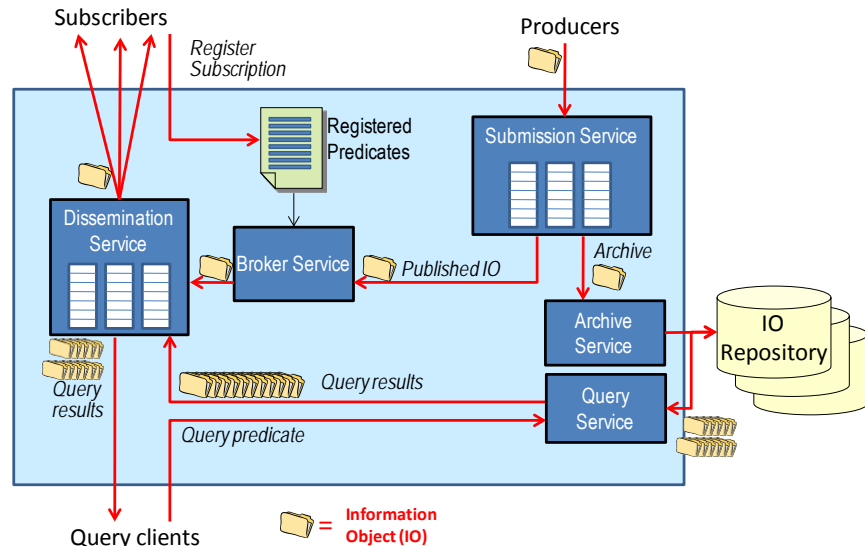 Subscribers
Producers
Register
Subscription
Registered
Predicates
Submission Service
Dissemination
Service
Broker Service
Published IO
Archive
Archive
Service
IO
Repository
Query results
Query
Service
Query
results
Query predicate
Query clients
= Information
Object (IO)